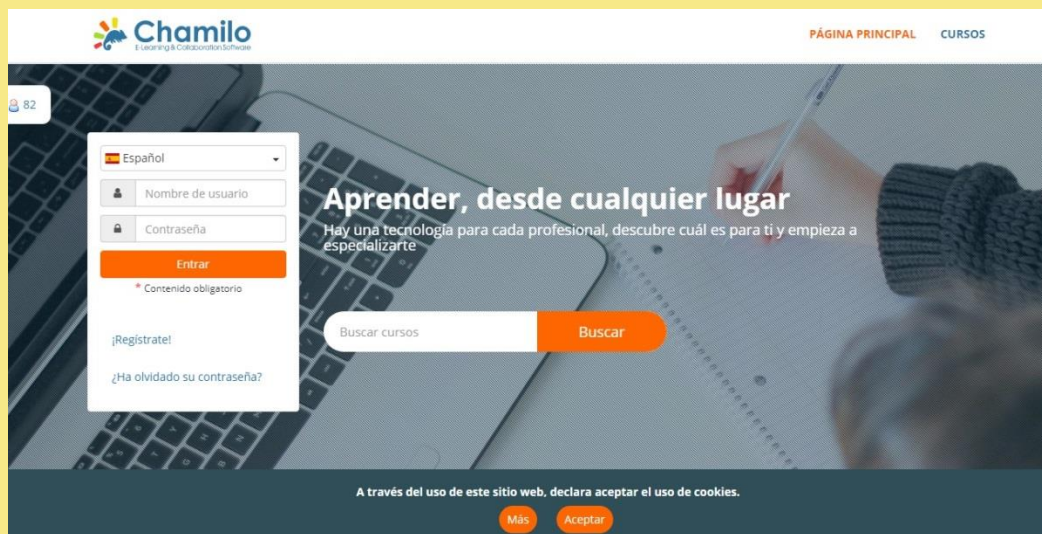 Chamilo
E-Learning & Collaboration Software
PÁGINA PRINCIPAL CURSOS
82
Español
Nombre de usuario
Contraseña
Entrar
* Contenido obligatorio
¡Regístrate!
¿Ha olvidado su contraseña?
Aprender, desde cualquier lugar
Hay una tecnología para cada profesional, descubre cuál es para ti y empieza a
especializarte
Buscar cursos Buscar
A través del uso de este sitio web, declara aceptar el uso de cookies.
Más Aceptar